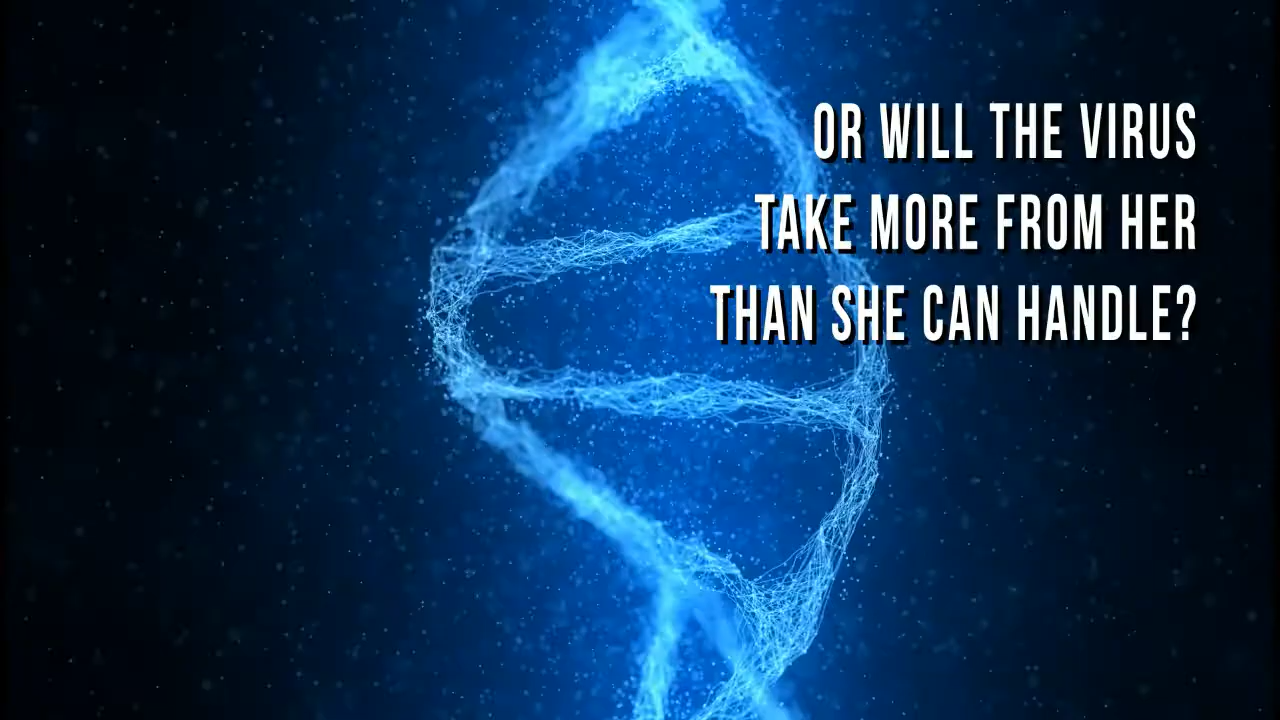 OR WILL THE VIRUS
TAKE MORE FROM HER
THAN SHE CAN HANDLE?